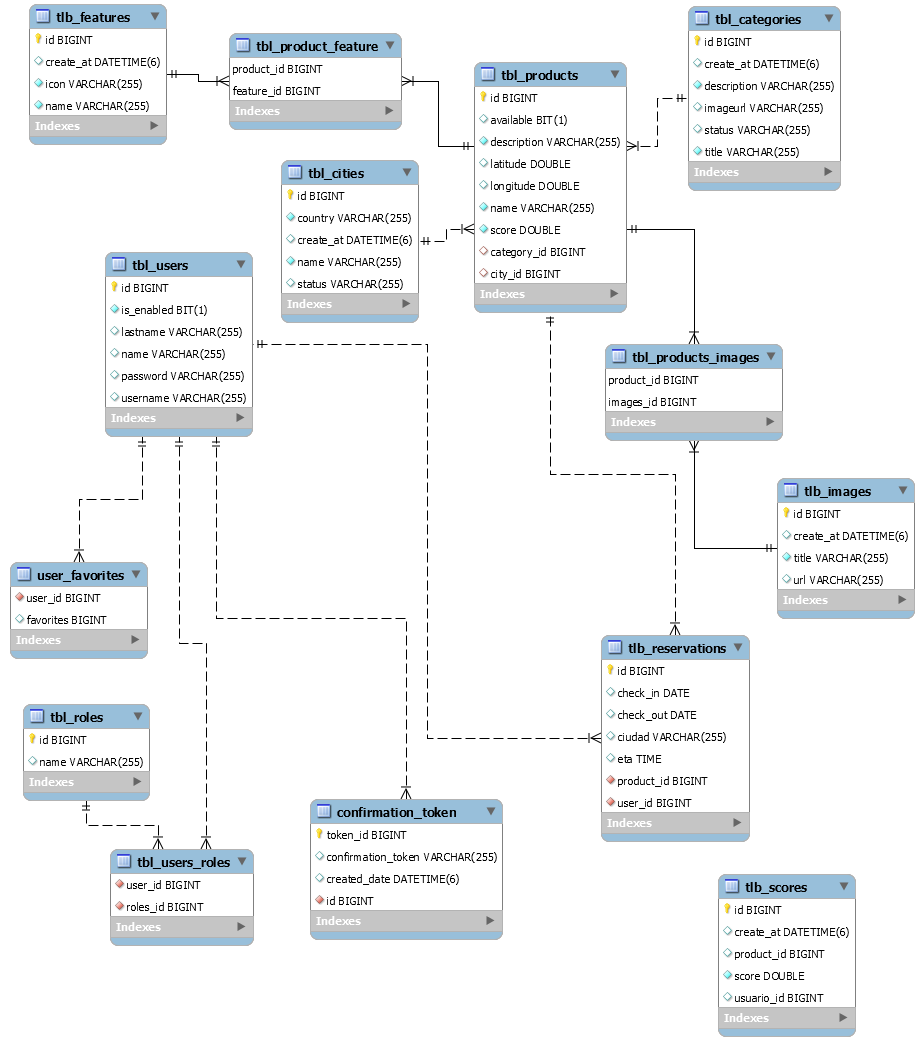 tlb_features
id BIGINT
create_at DATETIME(6)
icon VARCHAR(255)
name VARCHAR(255)
Indexes
tbl_product_feature
product_id BIGINT
feature_id BIGINT
Indexes
tbl_products
id BIGINT
available BIT(1)
description VARCHAR(255)
latitude DOUBLE
longitude DOUBLE
name VARCHAR(255)
score DOUBLE
category_id BIGINT
city_id BIGINT
Indexes
tbl_categories
id BIGINT
create_at DATETIME(6)
description VARCHAR(255)
imageurl VARCHAR(255)
status VARCHAR(255)
title VARCHAR(255)
Indexes
tbl_cities
id BIGINT
country VARCHAR(255)
create_at DATETIME(6)
name VARCHAR(255)
status VARCHAR(255)
Indexes
tbl_users
id BIGINT
is_enabled BIT(1)
lastname VARCHAR(255)
name VARCHAR(255)
password VARCHAR(255)
username VARCHAR(255)
Indexes
tbl_products_images
product_id BIGINT
images_id BIGINT
Indexes
tlb_images
id BIGINT
create_at DATETIME(6)
title VARCHAR(255)
url VARCHAR(255)
Indexes
user_favorites
user_id BIGINT
favorites BIGINT
Indexes
tlb_reservations
id BIGINT
check_in DATE
check_out DATE
ciudad VARCHAR(255)
eta TIME
product_id BIGINT
user_id BIGINT
Indexes
tbl_roles
id BIGINT
name VARCHAR(255)
Indexes
confirmation_token
token_id BIGINT
confirmation_token VARCHAR(255)
created_date DATETIME(6)
id BIGINT
Indexes
tbl_users_roles
user_id BIGINT
roles_id BIGINT
Indexes
tlb_scores
id BIGINT
create_at DATETIME(6)
product_id BIGINT
score DOUBLE
usuario_id BIGINT
Indexes